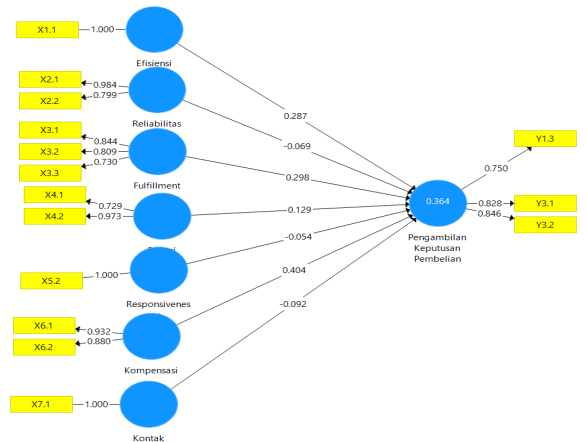 X1.1
1.000
Efisiensi
X2.1
X2.2
0.984
0.799
Reliabilitas
X3.1
X3.2
X3.3
0.844
0.809
0.730
Fulfillment
X4.1
X4.2
0.729
0.973
X5.2
1.000
Responsivenes
X6.1
X6.2
0.932
0.880
Kompensasi
X7.1
1.000
Kontak
0.287
-0.069
0.298
0.129
-0.054
0.404
-0.092
0.364
Pengambilan
Keputusan
Pembelian
0.750
0.828
0.846
Y1.3
Y3.1
Y3.2